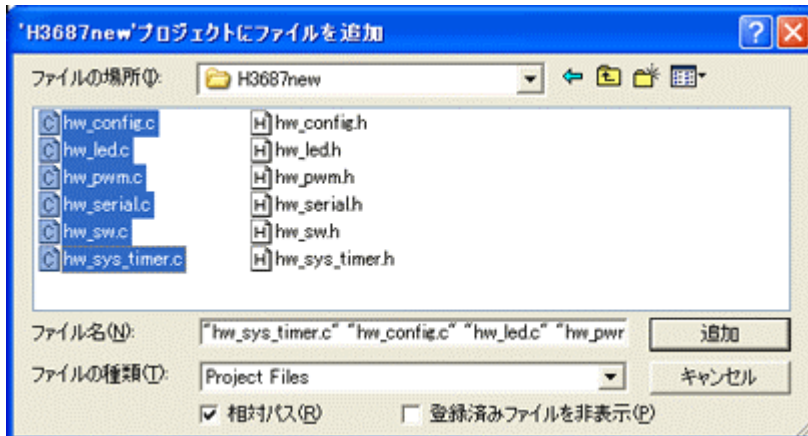 'H3687new'プロジェクトにファイルを追加
ファイルの場所(I):
H3687new
hw_config.c
hw_led.c
hw_pwm.c
hw_serial.c
hw_sw.c
hw_sys_timer.c
hw_config.h
hw_led.h
hw_pwm.h
hw_serial.h
hw_sw.h
hw_sys_timer.h
ファイル名(N):
"hw_sys_timer.c" "hw_config.c" "hw_led.c" "hw_pwr
追加
ファイルの種類(T):
Project Files
キャンセル
相対パス(R)
登録済みファイルを非表示(P)